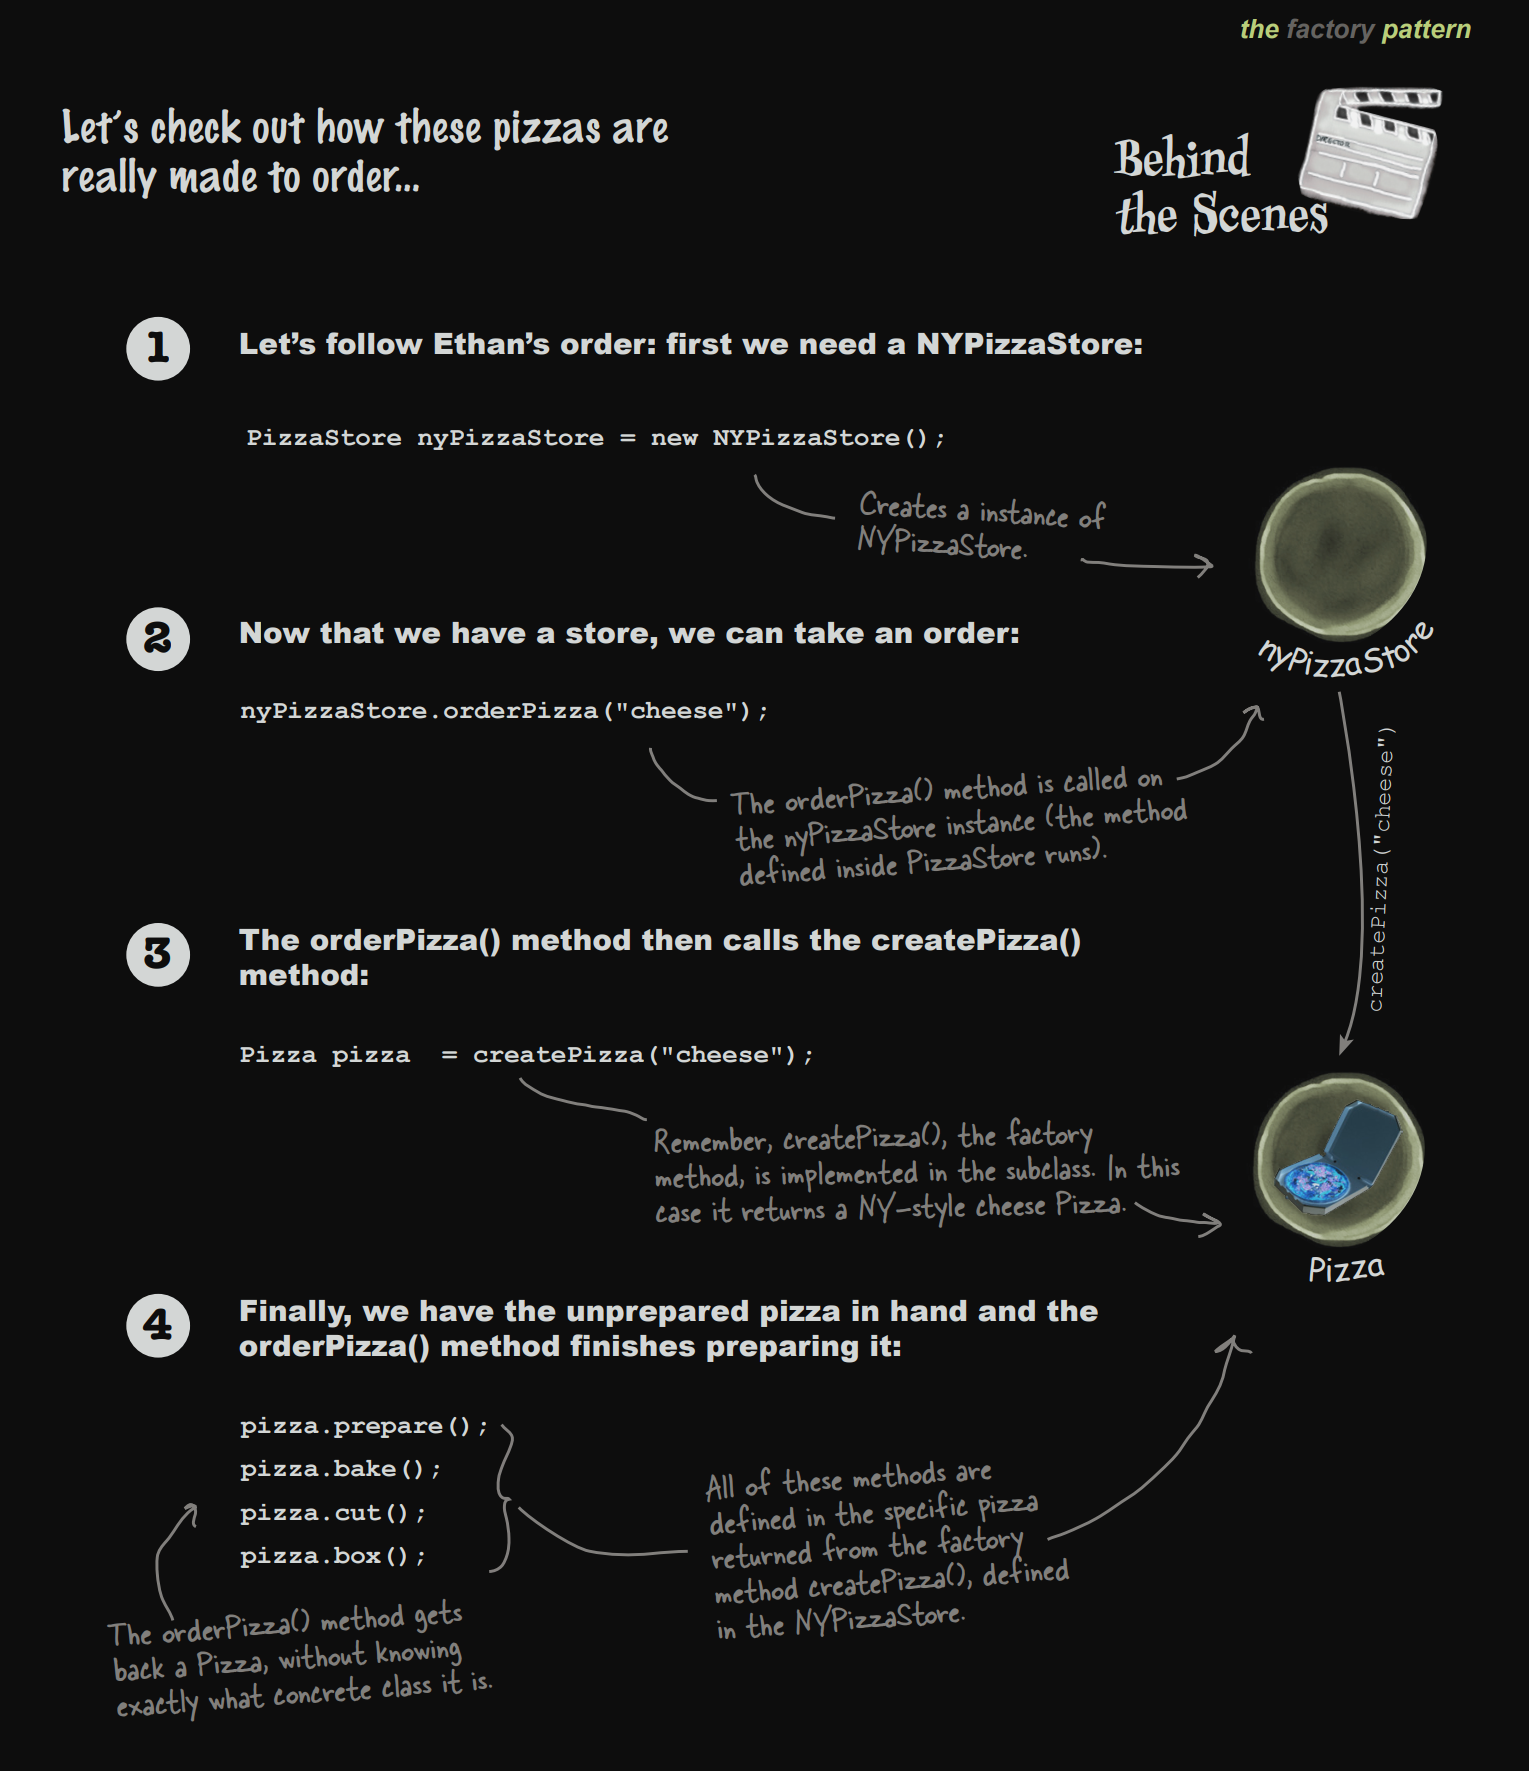 the factory pattern
Let's check out how these pizzas are
really made to order...
Behind
the Scenes
1
Let's follow Ethan's order: first we need a NYPizzaStore:
PizzaStore nyPizzaStore = new NYPizzaStore();
Creates a instance of
NYPizzaStore.
nyPizzaStore
2
Now that we have a store, we can take an order:
nyPizzaStore.orderPizza("cheese");
The orderPizza() method is called on
the nyPizzaStore instance (the method
defined inside PizzaStore runs).
createPizza("cheese")
3
The orderPizza() method then calls the createPizza()
method:
Pizza pizza  = createPizza("cheese");
Remember, createPizza(), the factory
method, is implemented in the subclass. In this
case it returns a NY-style cheese Pizza.
Pizza
4
Finally, we have the unprepared pizza in hand and the
orderPizza() method finishes preparing it:
pizza.prepare();
pizza.bake();
pizza.cut();
pizza.box();
All of these methods are
defined in the specific pizza
returned from the factory
method createPizza(), defined
in the NYPizzaStore.
The orderPizza() method gets
back a Pizza, without knowing
exactly what concrete class it is.